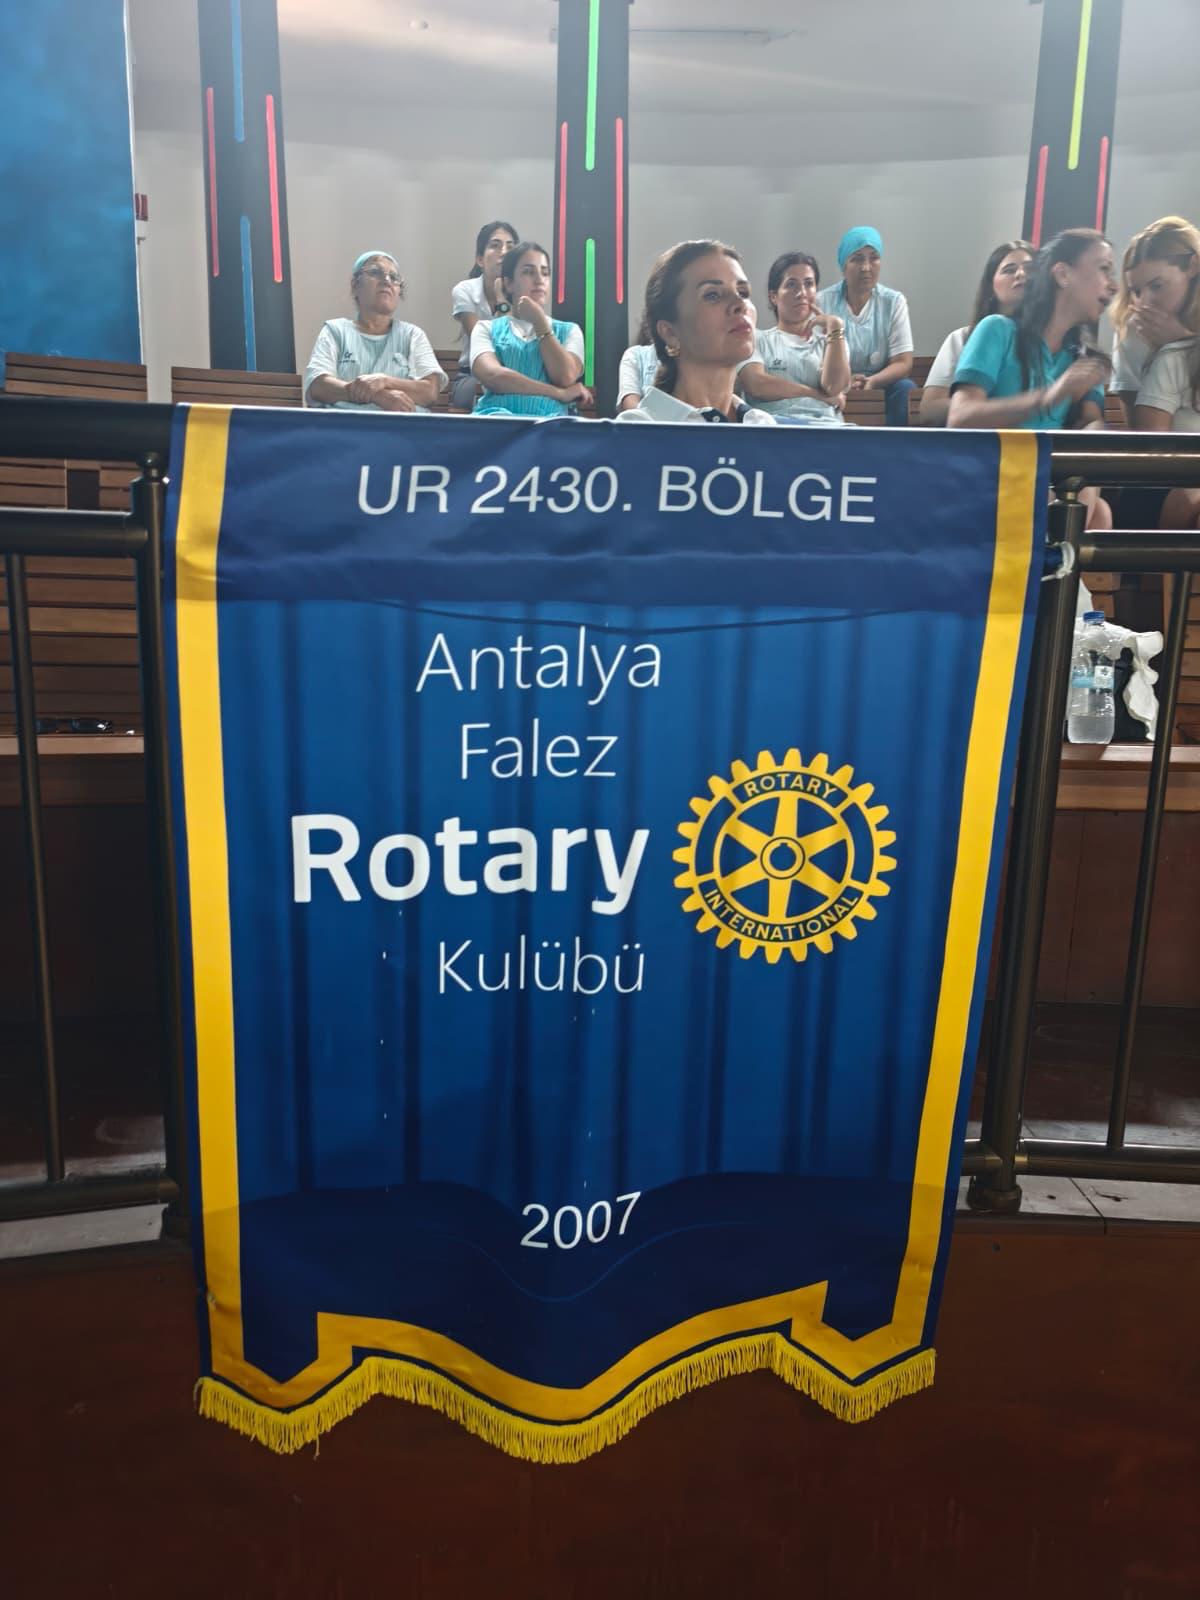 UR 2430. BÖLGE
Antalya
Falez
Rotary
Kulübü
ROTARY
INTERNATIONAL
2007